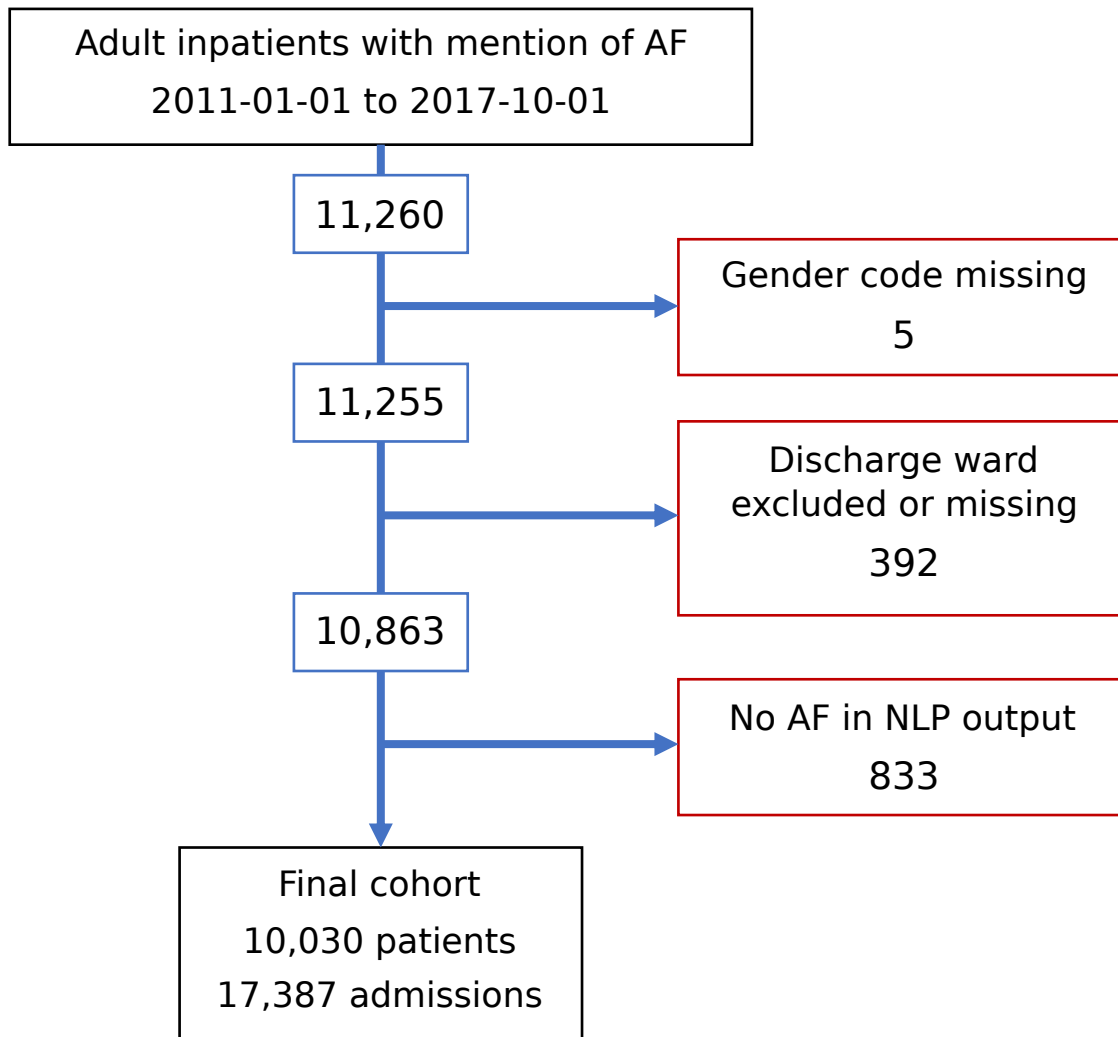 Adult inpatients with mention of AF
2011-01-01 to 2017-10-01
11,260
Gender code missing
5
11,255
Discharge ward
excluded or missing
392
10,863
No AF in NLP output
833
Final cohort
10,030 patients
17,387 admissions